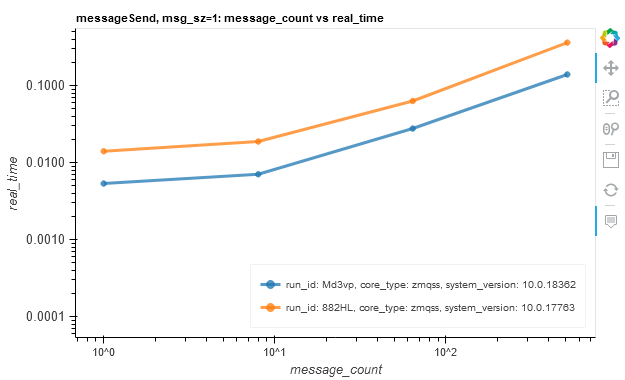 messageSend, msg_sz=1: message_count vs real_time
0.1000
0.0100
0.0010
0.0001
real_time
run_id: Md3vp, core_type: zmqss, system_version: 10.0.18362
run_id: 882HL, core_type: zmqss, system_version: 10.0.17763
10^0
10^1
10^2
message_count